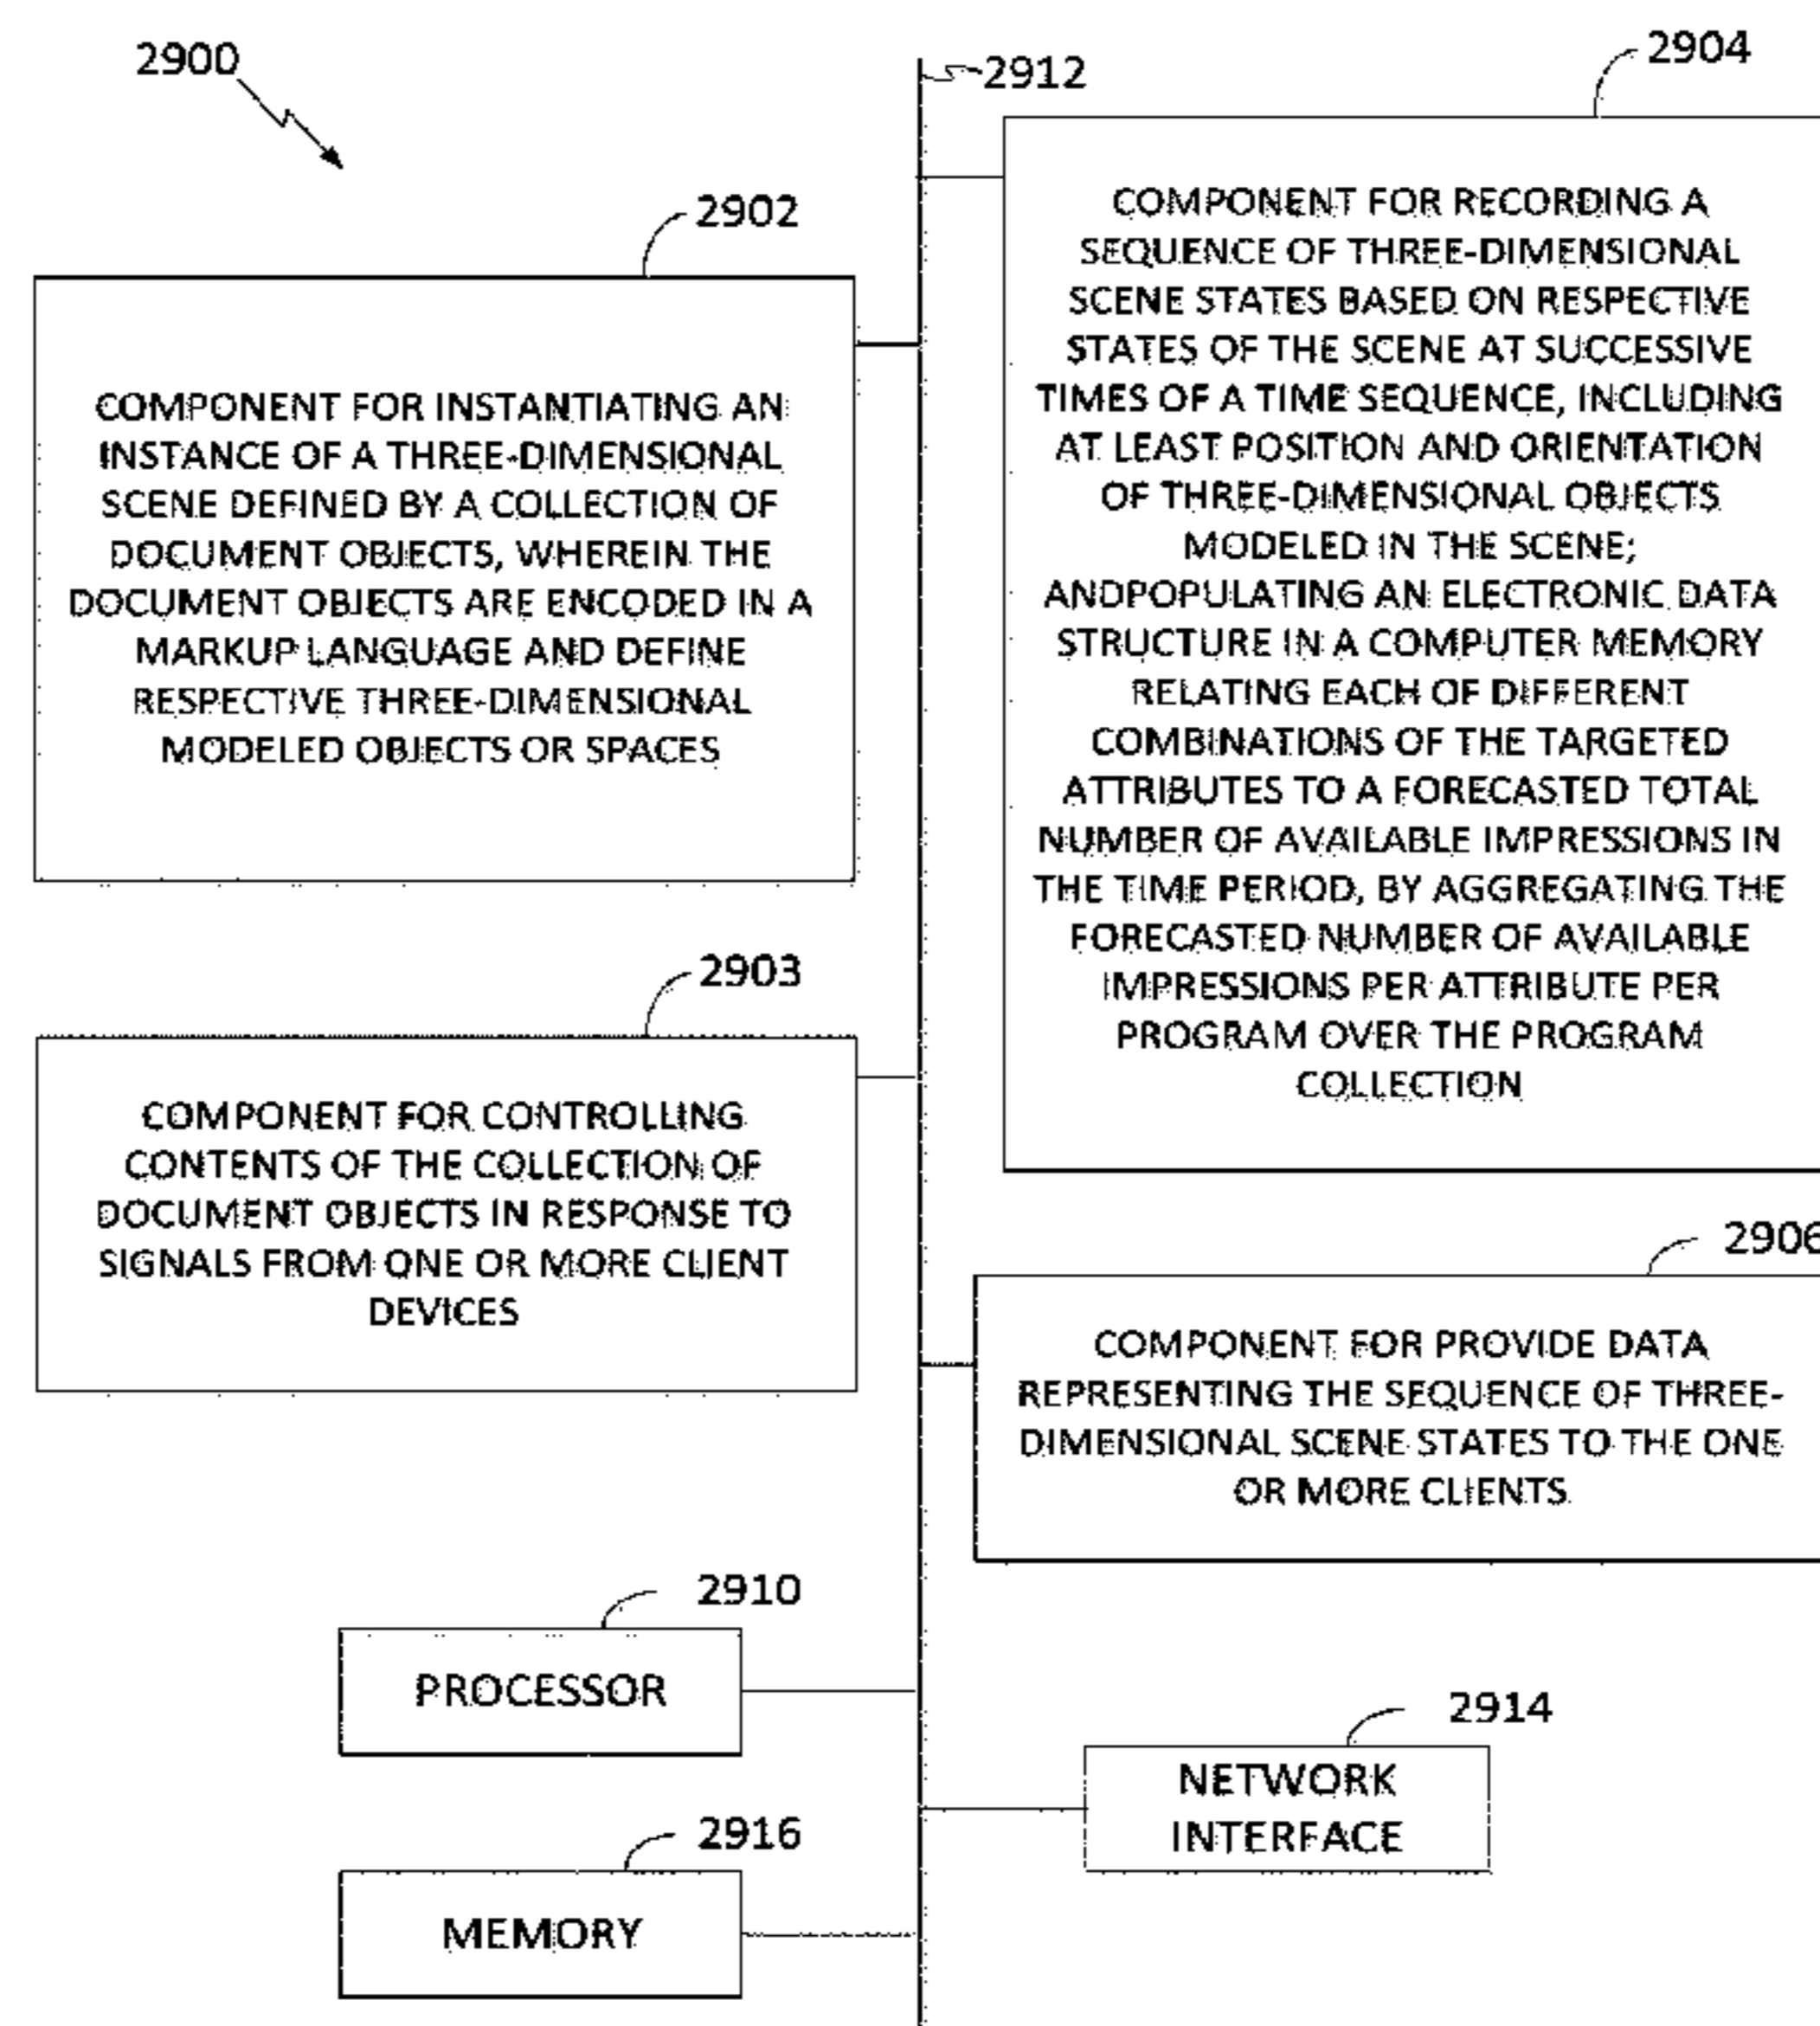 2900
2912
2904
2902
COMPONENT FOR INSTANTIATING AN
INSTANCE OF A THREE-DIMENSIONAL
SCENE DEFINED BY A COLLECTION OF
DOCUMENT OBJECTS, WHEREIN THE
DOCUMENT OBJECTS ARE ENCODED IN A
MARKUP LANGUAGE AND DEFINE
RESPECTIVE THREE-DIMENSIONAL
MODELED OBJECTS OR SPACES
COMPONENT FOR RECORDING A
SEQUENCE OF THREE-DIMENSIONAL
SCENE STATES BASED ON RESPECTIVE
STATES OF THE SCENE AT SUCCESSIVE
TIMES OF A TIME SEQUENCE, INCLUDING
AT LEAST POSITION AND ORIENTATION
OF THREE-DIMENSIONAL OBJECTS
MODELED IN THE SCENE;
ANDPOPULATING AN ELECTRONIC DATA
STRUCTURE IN A COMPUTER MEMORY
RELATING EACH OF DIFFERENT
COMBINATIONS OF THE TARGETED
ATTRIBUTES TO A FORECASTED TOTAL
NUMBER OF AVAILABLE IMPRESSIONS IN
THE TIME PERIOD, BY AGGREGATING THE
FORECASTED NUMBER OF AVAILABLE
IMPRESSIONS PER ATTRIBUTE PER
PROGRAM OVER THE PROGRAM
COLLECTION
2903
COMPONENT FOR CONTROLLING
CONTENTS OF THE COLLECTION OF
DOCUMENT OBJECTS IN RESPONSE TO
SIGNALS FROM ONE OR MORE CLIENT
DEVICES
2906
COMPONENT FOR PROVIDE DATA
REPRESENTING THE SEQUENCE OF THREE-
DIMENSIONAL SCENE STATES TO THE ONE
OR MORE CLIENTS.
2910
PROCESSOR
2914
NETWORK
INTERFACE
2916
MEMORY